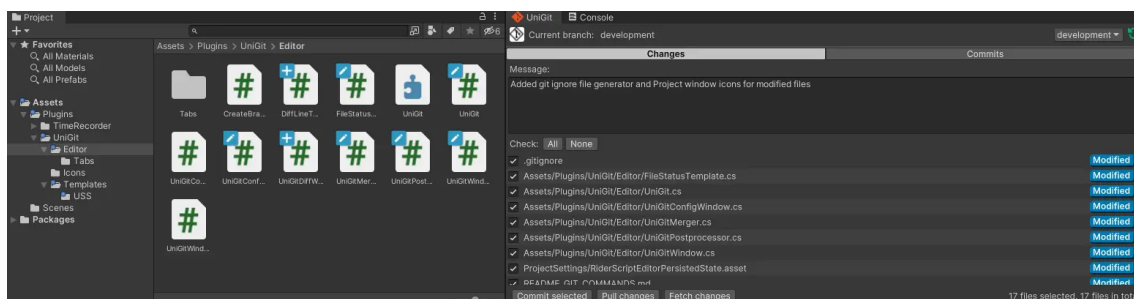 Project
UniGit
Console
6
Favorites
All Materials
All Models
All Prefabs
Assets
Plugins
TimeRecorder
UniGit
Editor
Tabs
Icons
Templates
USS
Scenes
Packages
Assets > Plugins > UniGit > Editor
Tabs
CreateBra...
DiffLineT...
FileStatus...
UniGit
UniGit
UniGitCo...
UniGitConf...
UniGitDiffW...
UniGitMer...
UniGitPost...
UniGitWind...
UniGitWind...
Current branch: development
development
Changes
Commits
Message:
Added git ignore file generator and Project window icons for modified files
Check: All None
.gitignore Modified
Assets/Plugins/UniGit/Editor/FileStatusTemplate.cs Modified
Assets/Plugins/UniGit/Editor/UniGit.cs Modified
Assets/Plugins/UniGit/Editor/UniGitConfigWindow.cs Modified
Assets/Plugins/UniGit/Editor/UniGitMerger.cs Modified
Assets/Plugins/UniGit/Editor/UniGitPostprocessor.cs Modified
Assets/Plugins/UniGit/Editor/UniGitWindow.cs Modified
ProjectSettings/RiderScriptEditorPersistedState.asset Modified
README_GIT_COMMANDS.md Modified
Commit selected Pull changes Fetch changes 17 files selected, 17 files in tot